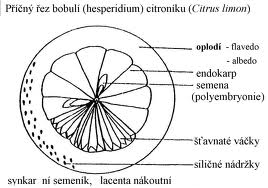 Příčný řez bobulí (hesperidium) citroníku (Citrus limon)
oplodí - flavedo
- albedo
endokarp
semena
(polyembryonie)
šťavnaté váčky
siličné nádržky
synkar ní semeník, lacenta nákoutní